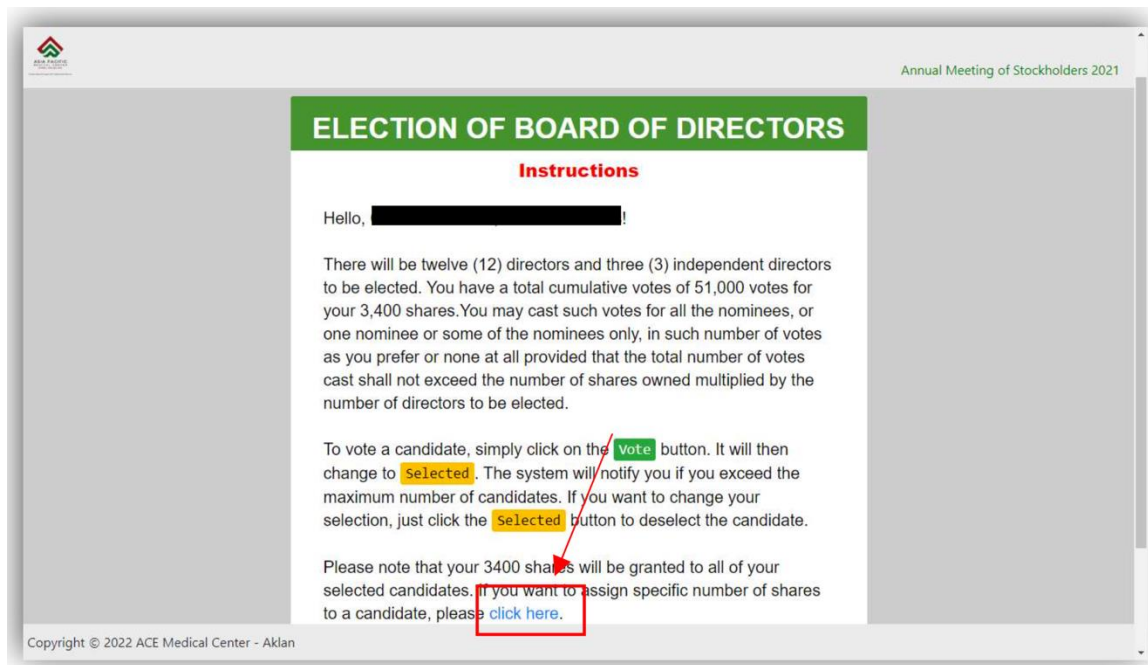 ASIA PACIFIC
Annual Meeting of Stockholders 2021
ELECTION OF BOARD OF DIRECTORS
Instructions
Hello, !
There will be twelve (12) directors and three (3) independent directors
to be elected. You have a total cumulative votes of 51,000 votes for
your 3,400 shares.You may cast such votes for all the nominees, or
one nominee or some of the nominees only, in such number of votes
as you prefer or none at all provided that the total number of votes
cast shall not exceed the number of shares owned multiplied by the
number of directors to be elected.
To vote a candidate, simply click on the Vote button. It will then
change to Selected. The system will notify you if you exceed the
maximum number of candidates. If you want to change your
selection, just click the Selected button to deselect the candidate.
Please note that your 3400 shares will be granted to all of your
selected candidates. If you want to assign specific number of shares
to a candidate, please click here.
Copyright © 2022 ACE Medical Center - Aklan